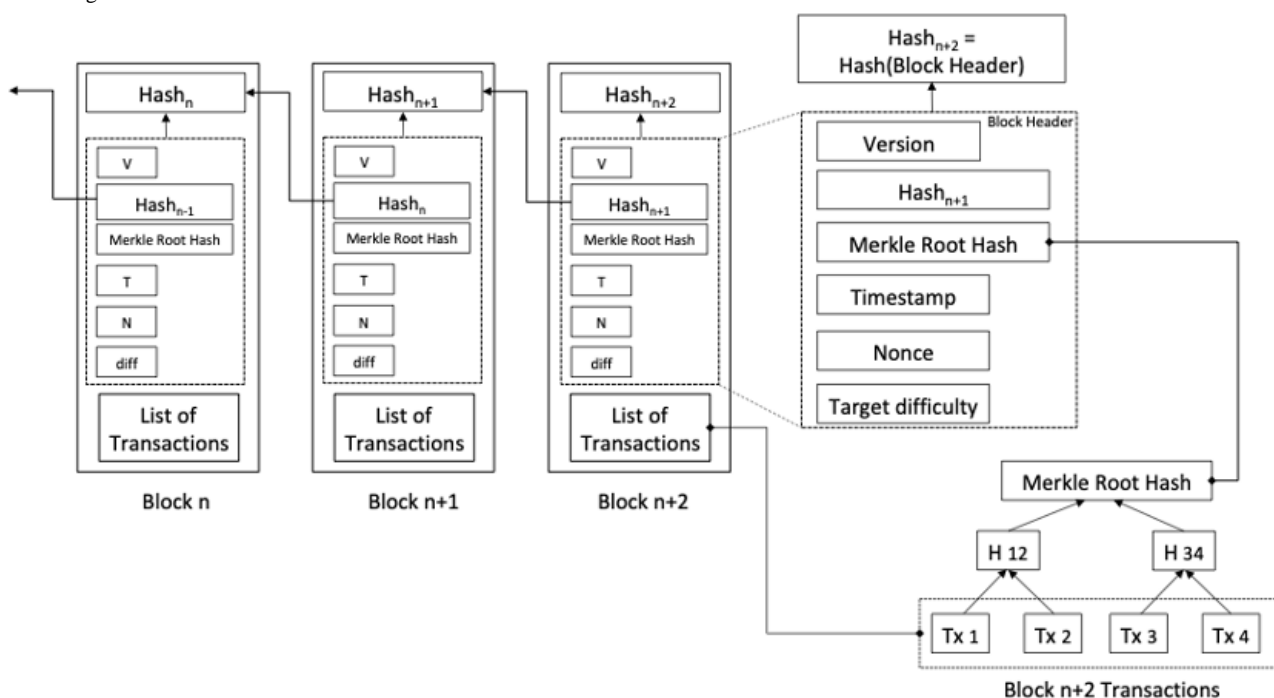 Hash_n
V
Hash_n-1
Merkle Root Hash
T
N
diff
List of
Transactions
Block n
Hash_n+1
V
Hash_n
Merkle Root Hash
T
N
diff
List of
Transactions
Block n+1
Hash_n+2
V
Hash_n+1
Merkle Root Hash
T
N
diff
List of
Transactions
Block n+2
Hash_n+2 =
Hash(Block Header)
Block Header
Version
Hash_n+1
Merkle Root Hash
Timestamp
Nonce
Target difficulty
Merkle Root Hash
H 12
H 34
Tx 1
Tx 2
Tx 3
Tx 4
Block n+2 Transactions